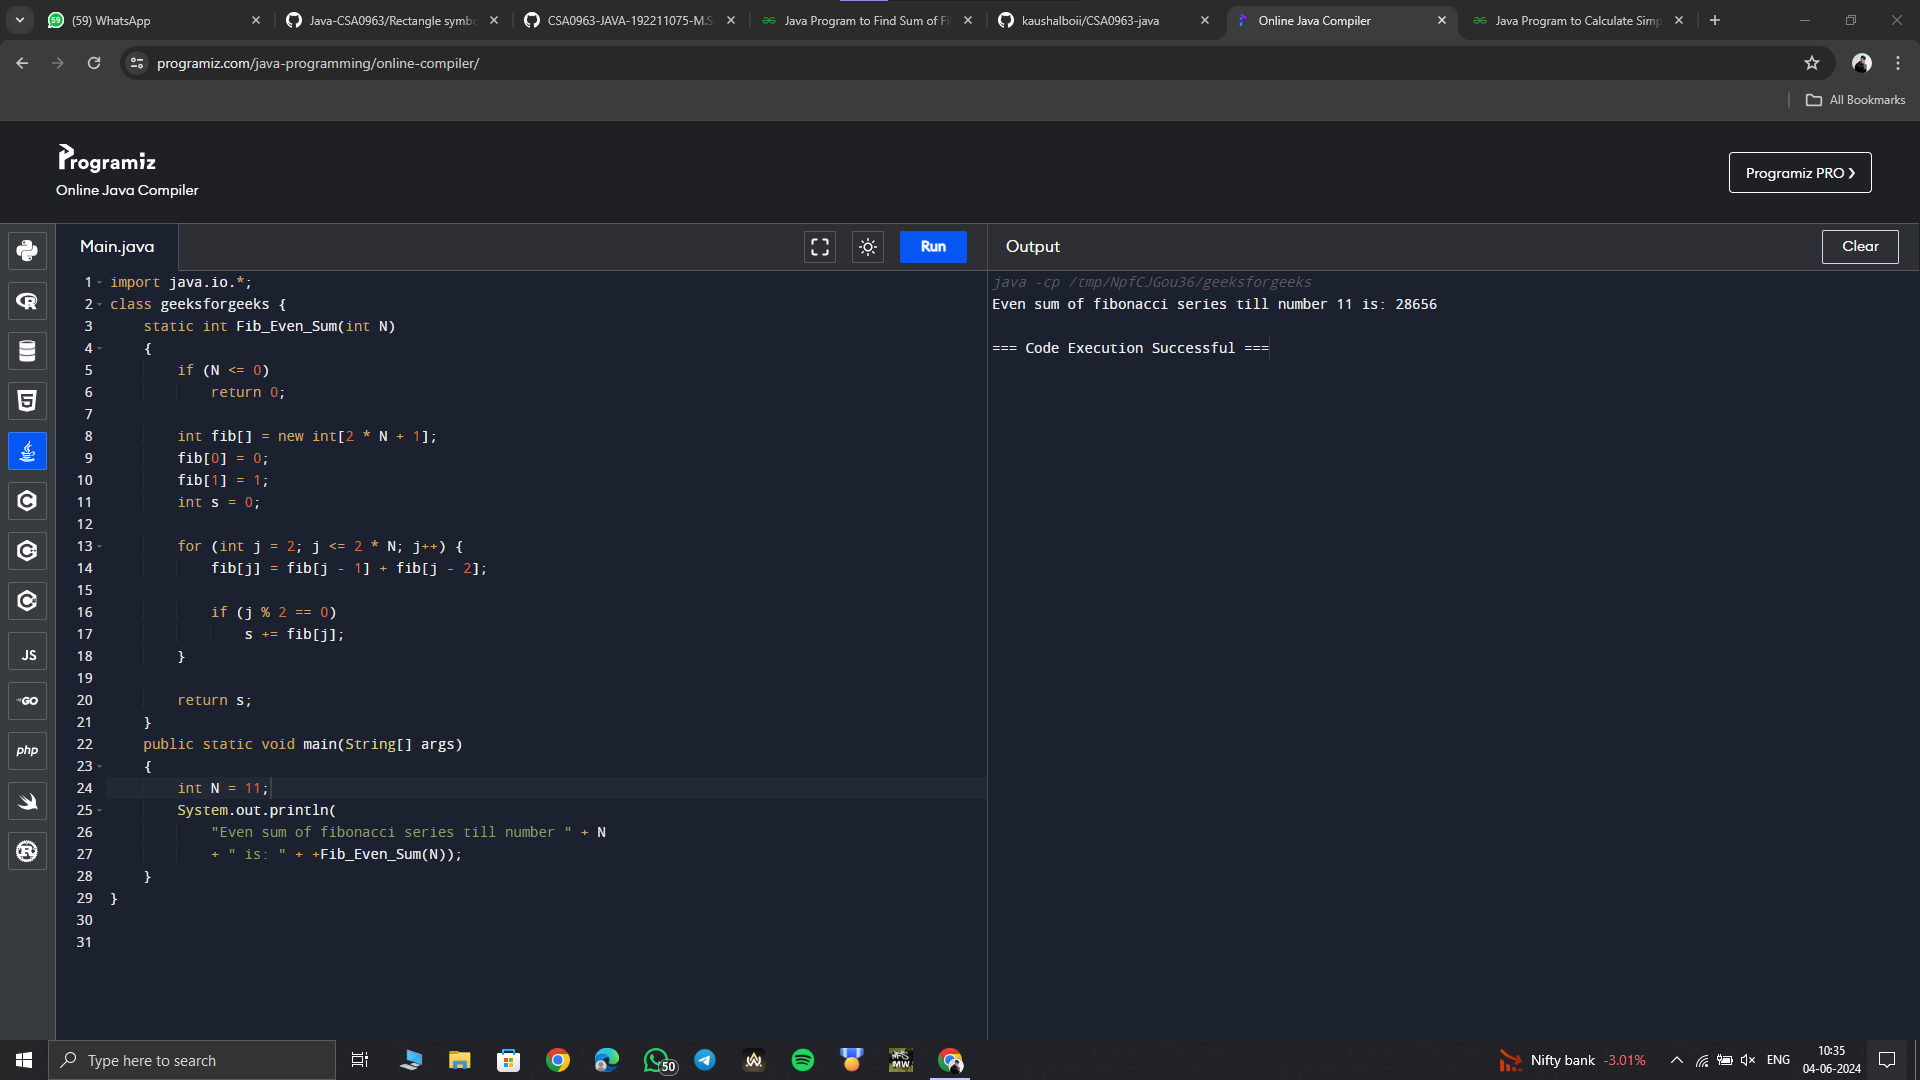 (59) WhatsApp
Java-CSA0963/Rectangle symbo
CSA0963-JAVA-192211075-M.S
Java Program to Find Sum of Fi
kaushalboii/CSA0963-java
Online Java Compiler
Java Program to Calculate Simp
programiz.com/java-programming/online-compiler/
All Bookmarks
Programiz
Online Java Compiler
Programiz PRO
Main.java
Run
Output
Clear
1 import java.io.*;
2 class geeksforgeeks {
3 static int Fib_Even_Sum(int N)
4 {
5 if (N <= 0)
6 return 0;
7
8 int fib[] = new int[2 * N + 1];
9 fib[0] = 0;
10 fib[1] = 1;
11 int s = 0;
12
13 for (int j = 2; j <= 2 * N; j++) {
14 fib[j] = fib[j - 1] + fib[j - 2];
15
16 if (j % 2 == 0)
17 s += fib[j];
18 }
19
20 return s;
21 }
22 public static void main(String[] args)
23 {
24 int N = 11;
25 System.out.println(
26 "Even sum of fibonacci series till number " + N
27 + " is: " + +Fib_Even_Sum(N));
28 }
29 }
30
31
java -cp /tmp/NpfCJGou36/geeksforgeeks
Even sum of fibonacci series till number 11 is: 28656
=== Code Execution Successful ===
JS
GO
php
Type here to search
50
Nifty bank -3.01%
ENG
10:35
04-06-2024